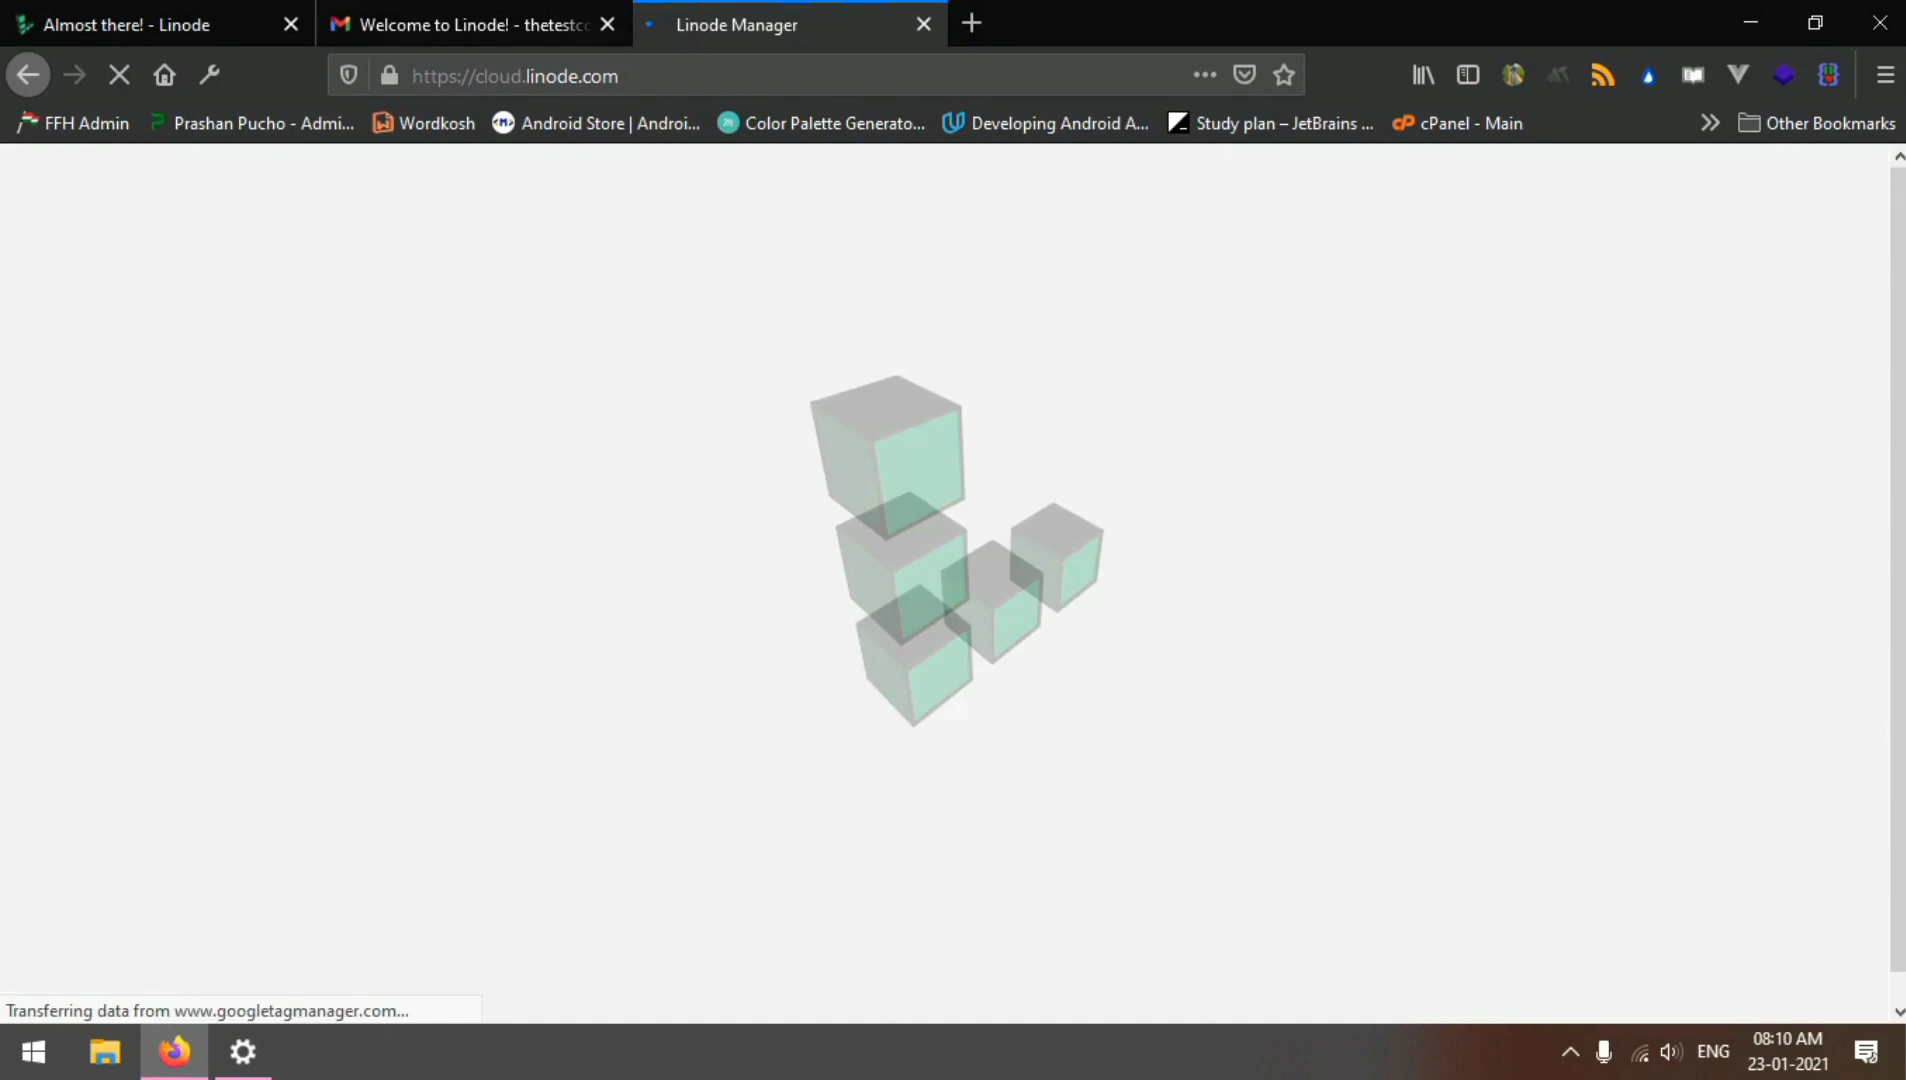 Almost there! - Linode
Welcome to Linode! - thetestco
Linode Manager
https://cloud.linode.com
FFH Admin
Prashan Pucho - Admi...
Wordkosh
Android Store | Androi...
Color Palette Generato...
Developing Android A...
Study plan – JetBrains ...
cPanel - Main
Other Bookmarks
Transferring data from www.googletagmanager.com...
ENG
08:10 AM
23-01-2021